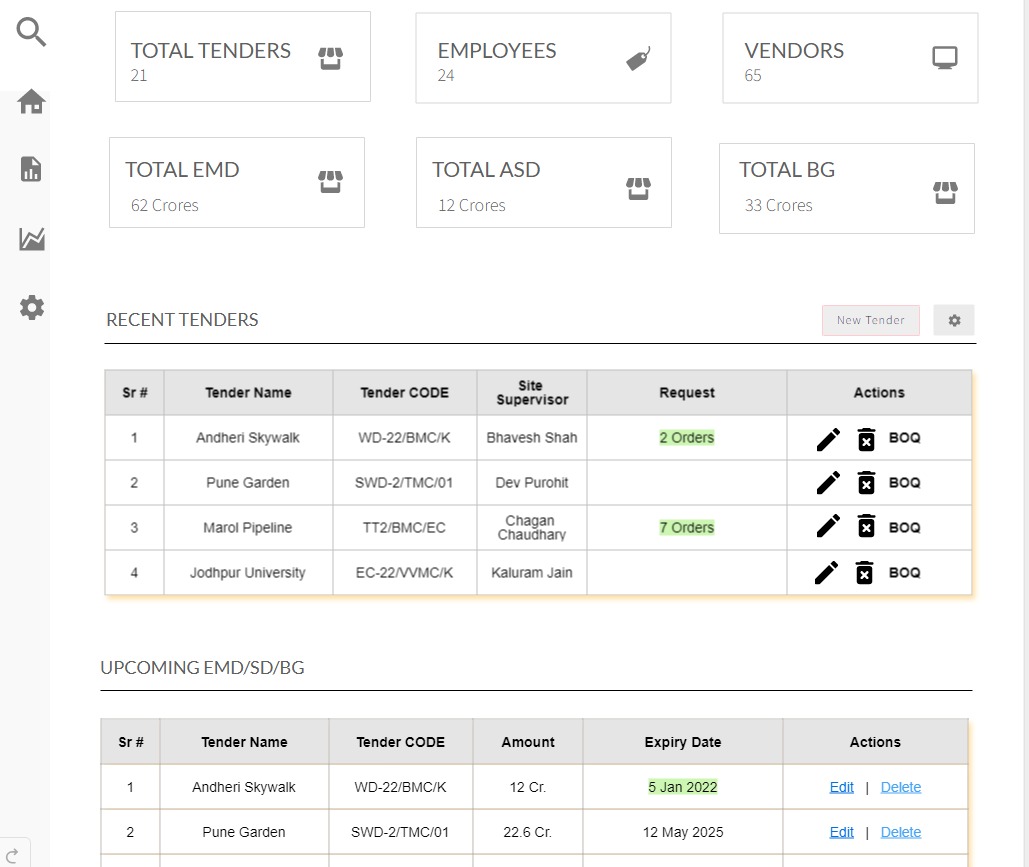 TOTAL TENDERS
21
EMPLOYEES
24
VENDORS
65
TOTAL EMD
62 Crores
TOTAL ASD
12 Crores
TOTAL BG
33 Crores
RECENT TENDERS
New Tender
Sr # Tender Name Tender CODE Site Supervisor Request Actions
1 Andheri Skywalk WD-22/BMC/K Bhavesh Shah 2 Orders BOQ
2 Pune Garden SWD-2/TMC/01 Dev Purohit BOQ
3 Marol Pipeline TT2/BMC/EC Chagan Chaudhary 7 Orders BOQ
4 Jodhpur University EC-22/VVMC/K Kaluram Jain BOQ
UPCOMING EMD/SD/BG
Sr # Tender Name Tender CODE Amount Expiry Date Actions
1 Andheri Skywalk WD-22/BMC/K 12 Cr. 5 Jan 2022 Edit | Delete
2 Pune Garden SWD-2/TMC/01 22.6 Cr. 12 May 2025 Edit | Delete